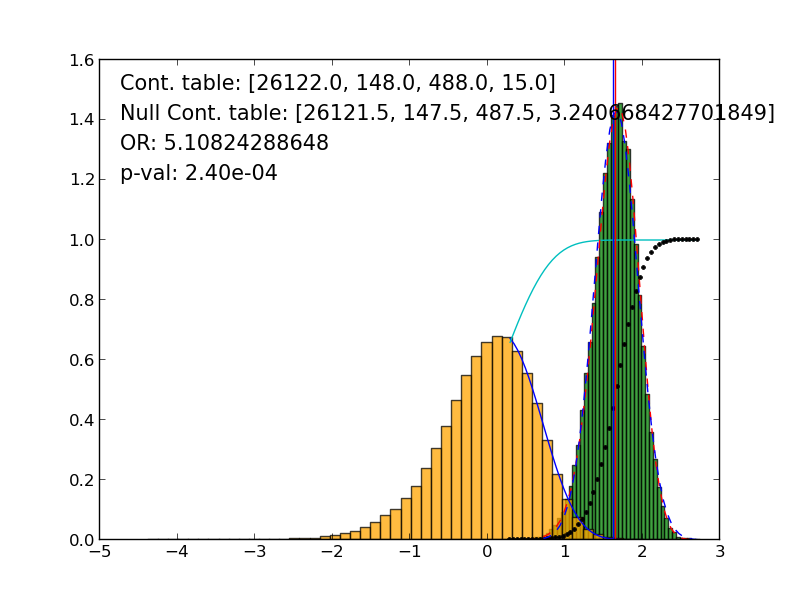 Cont. table: [26122.0, 148.0, 488.0, 15.0]
Null Cont. table: [26121.5, 147.5, 487.5, 3.240668427701849]
OR: 5.10824288648
p-val: 2.40e-04
1.6
1.4
1.2
1.0
0.8
0.6
0.4
0.2
0.0
−5 −4 −3 −2 −1 0 1 2 3